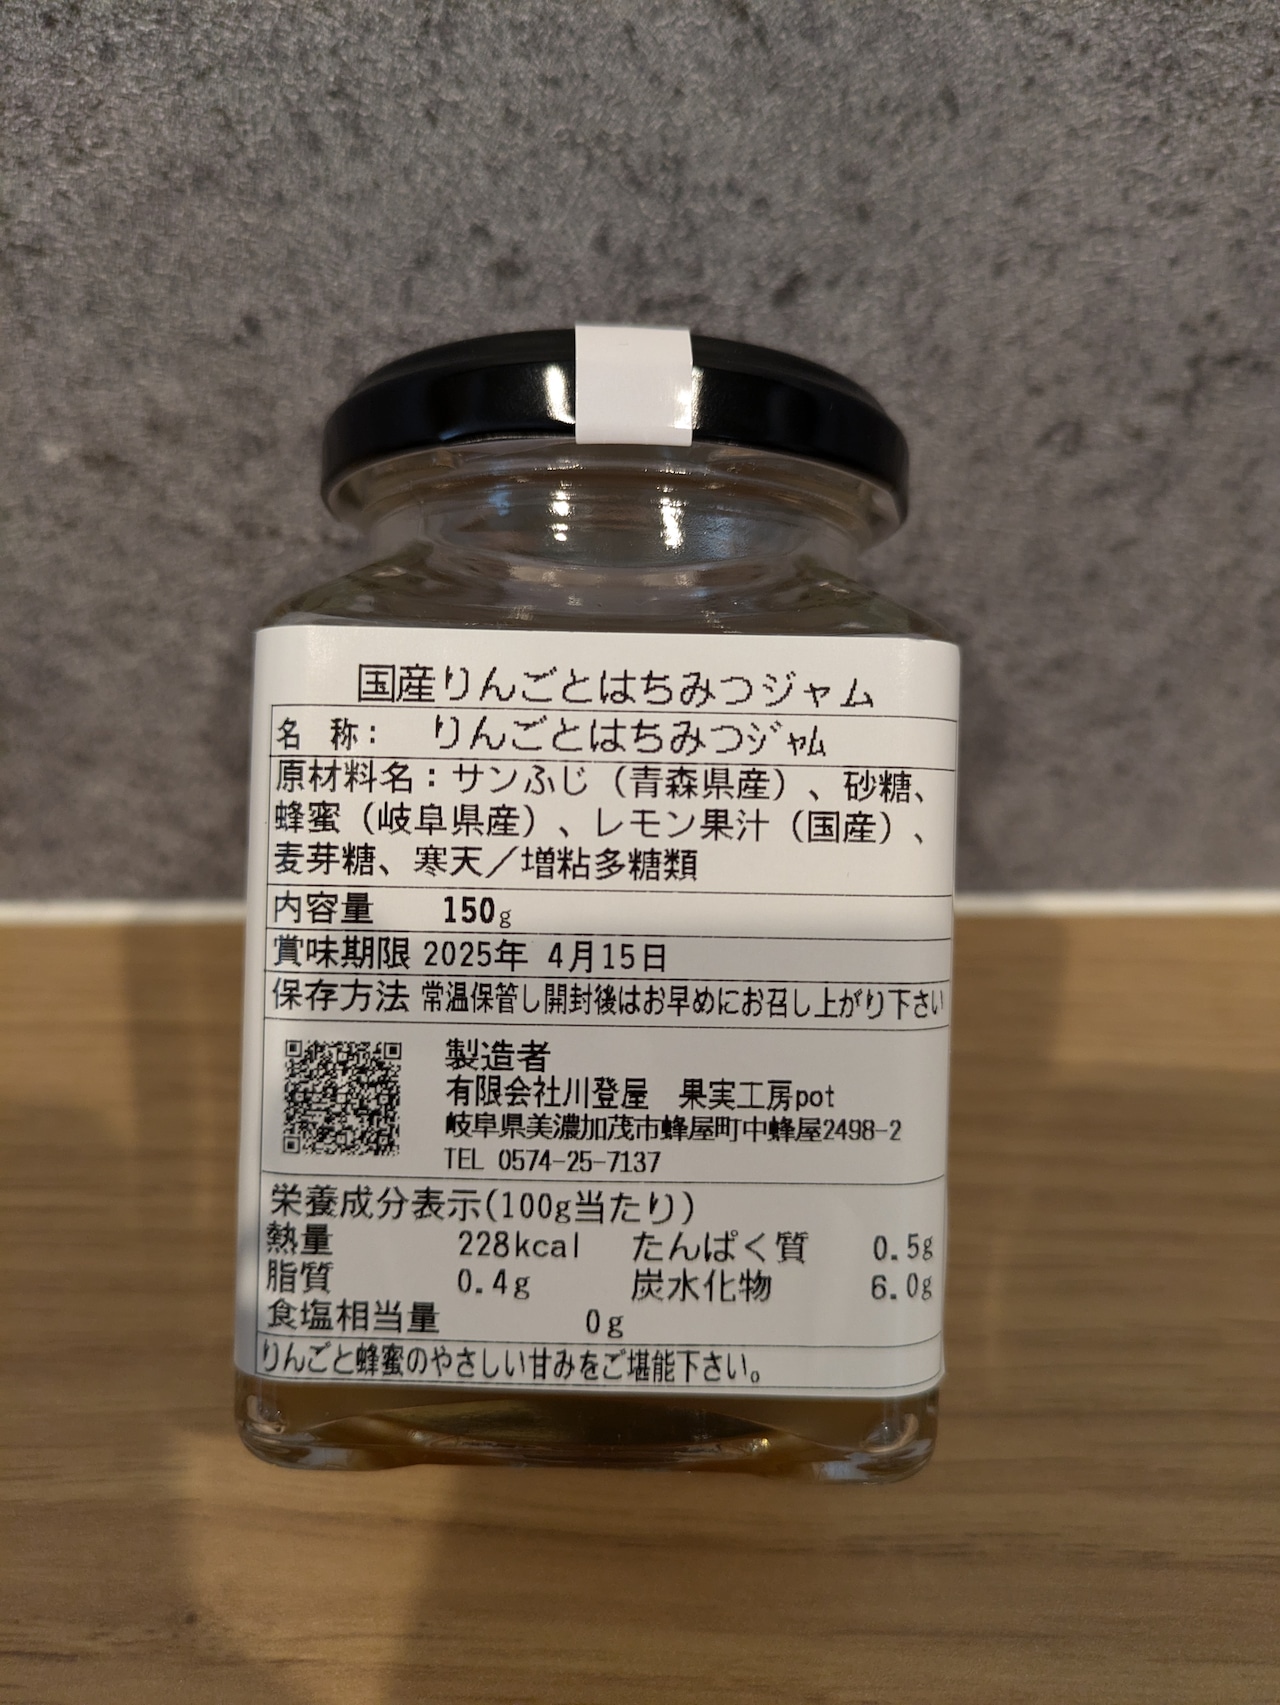 国産りんごとはちみつジャム
名　称：　りんごとはちみつｼﾞｬﾑ
原材料名：サンふじ（青森県産）、砂糖、
蜂蜜（岐阜県産）、レモン果汁（国産）、
麦芽糖、寒天／増粘多糖類
内容量　150g
賞味期限 2025年 4月15日
保存方法 常温保管し開封後はお早めにお召し上がり下さい
製造者
有限会社川登屋　果実工房pot
岐阜県美濃加茂市蜂屋町中蜂屋2498-2
TEL 0574-25-7137
栄養成分表示(100g当たり)
熱量　228kcal　たんぱく質　0.5g
脂質　0.4g　炭水化物　6.0g
食塩相当量　0g
りんごと蜂蜜のやさしい甘みをご堪能下さい。